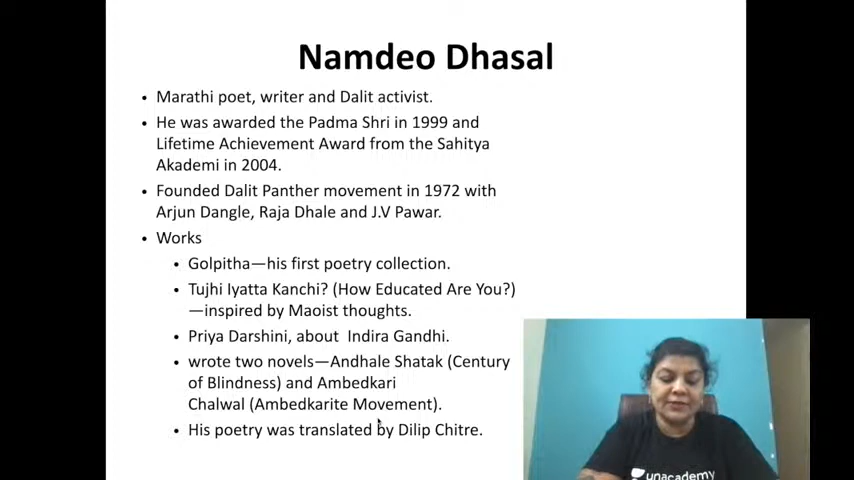 Namdeo Dhasal
• Marathi poet, writer and Dalit activist.
• He was awarded the Padma Shri in 1999 and
Lifetime Achievement Award from the Sahitya
Akademi in 2004.
• Founded Dalit Panther movement in 1972 with
Arjun Dangle, Raja Dhale and J.V Pawar.
• Works
• Golpitha—his first poetry collection.
• Tujhi Iyatta Kanchi? (How Educated Are You?)
—inspired by Maoist thoughts.
• Priya Darshini, about Indira Gandhi.
• wrote two novels—Andhale Shatak (Century
of Blindness) and Ambedkari
Chalwal (Ambedkarite Movement).
• His poetry was translated by Dilip Chitre.
unacademy